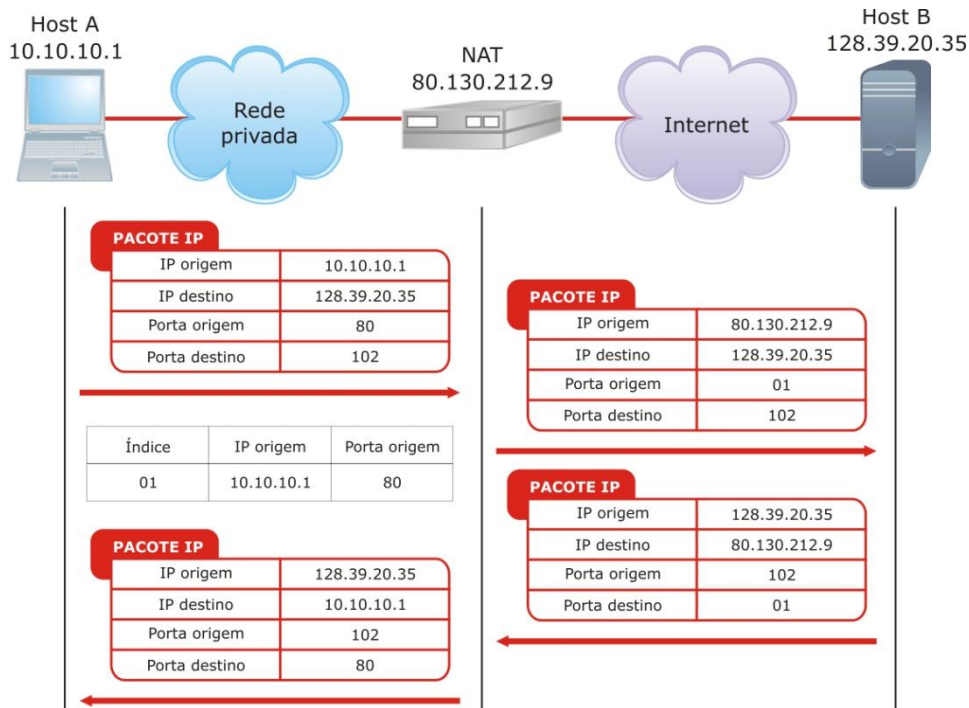 Host A
10.10.10.1
NAT
80.130.212.9
Host B
128.39.20.35
Rede
privada
Internet
PACOTE IP
IP origem 10.10.10.1
IP destino 128.39.20.35
Porta origem 80
Porta destino 102
PACOTE IP
IP origem 80.130.212.9
IP destino 128.39.20.35
Porta origem 01
Porta destino 102
Índice IP origem Porta origem
01 10.10.10.1 80
PACOTE IP
IP origem 128.39.20.35
IP destino 80.130.212.9
Porta origem 102
Porta destino 01
PACOTE IP
IP origem 128.39.20.35
IP destino 10.10.10.1
Porta origem 102
Porta destino 80